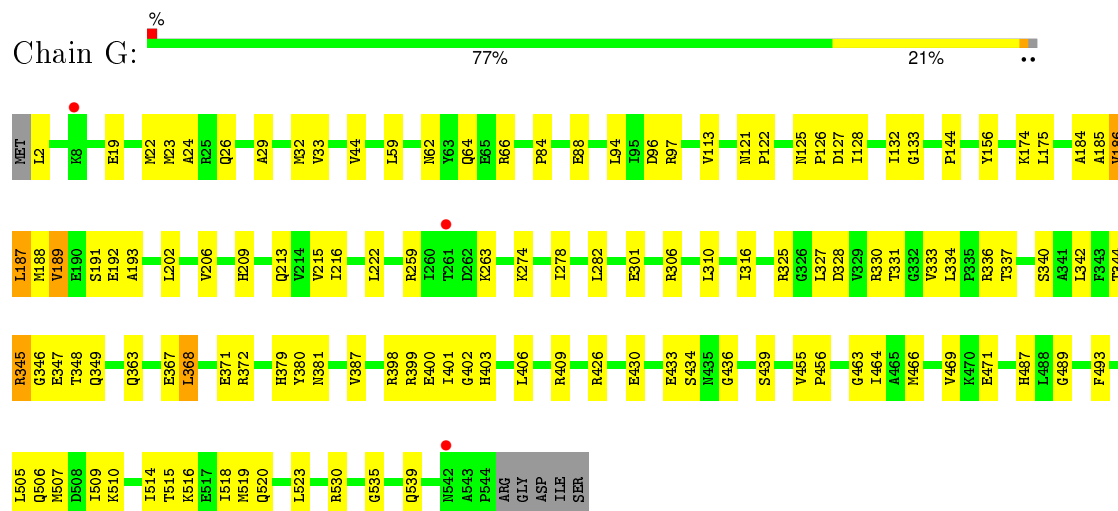 %
Chain G:
77% 21% ••
MET L2 K8 E19 M22 M23 A24 R25 Q26 A29 M32 V33 V44 L59 N62 Y63 Q64 E65 R66 P84 E88 L94 I95 D96 R97 V113 N121 P122 N125 P126 D127 I128 I132 G133 P144 Y156 K174 L175 A184 A185 V186
L187 M188 V189 E190 S191 E192 A193 L202 V206 H209 Q213 V214 V215 I216 L222 R259 I260 T261 D262 K263 K274 I278 L282 E301 R306 L310 I316 R325 G326 L327 D328 V329 R330 T331 G332 V333 L334 P335 R336 T337 S340 A341 L342 F343 T344
R345 G346 E347 T348 Q349 Q363 E367 L368 E371 R372 H379 Y380 N381 V387 R398 R399 E400 I401 G402 H403 L406 R409 R426 E430 E433 S434 N435 G436 S439 V455 P456 G463 I464 A465 M466 V469 K470 E471 H487 L488 G489 F493
L505 Q506 M507 D508 I509 K510 I514 T515 K516 E517 I518 M519 Q520 L523 R530 G535 Q539 N542 A543 P544 ARG GLY ASP ILE SER